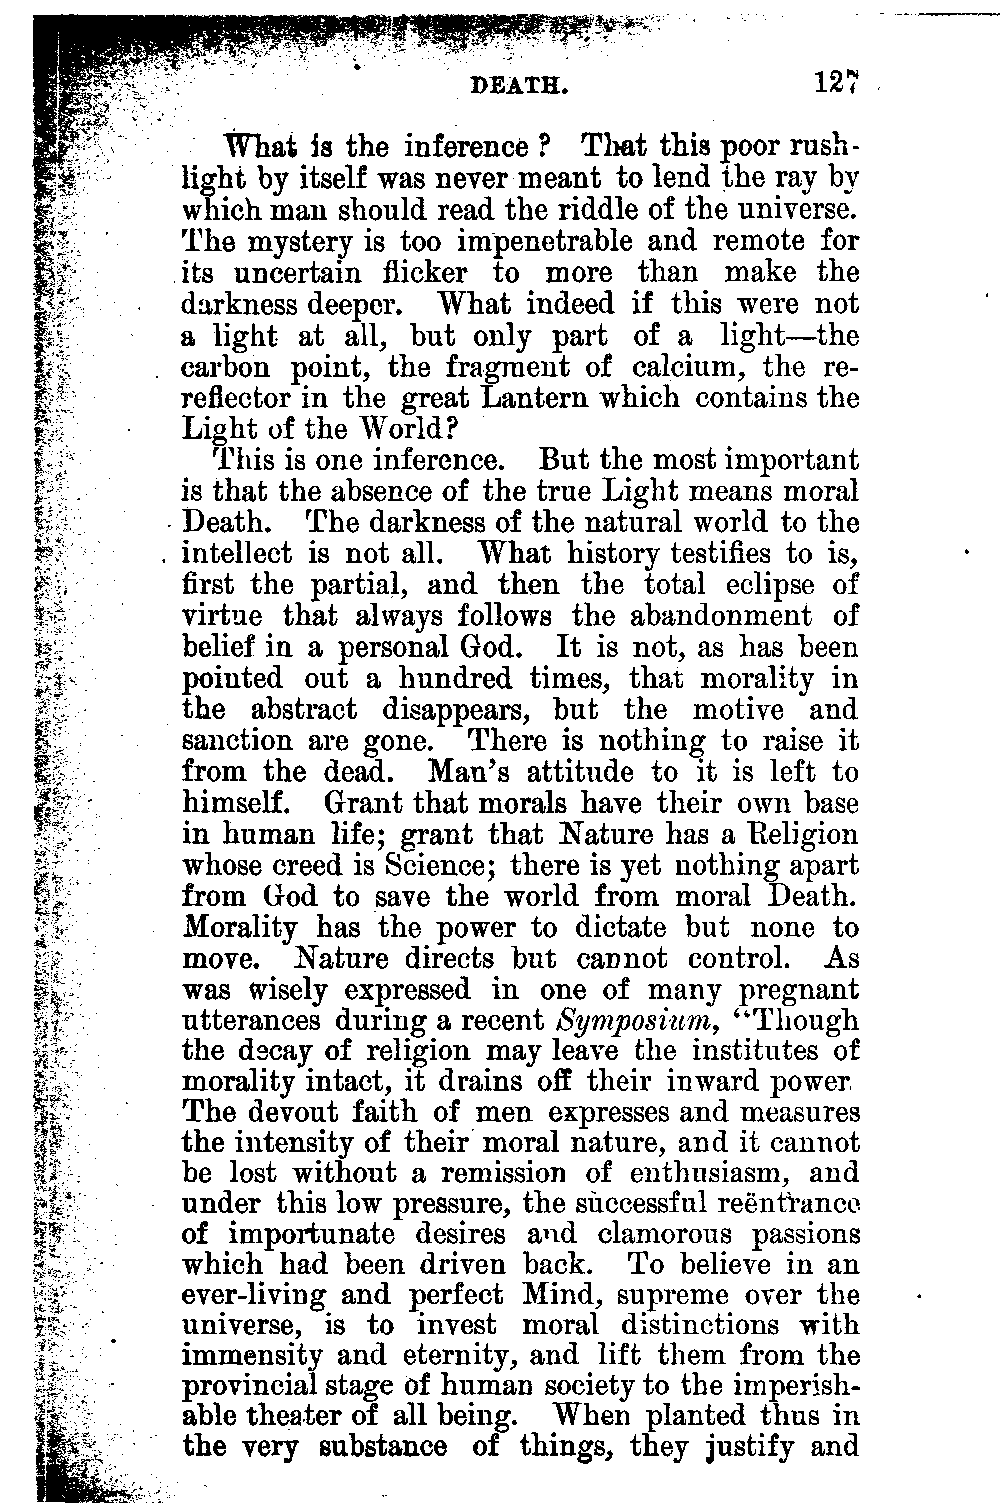 DEATH. 127
What is the inference? That this poor rush-
light by itself was never meant to lend the ray by
which man should read the riddle of the universe.
The mystery is too impenetrable and remote for
its uncertain flicker to more than make the
darkness deeper. What indeed if this were not
a light at all, but only part of a light—the
carbon point, the fragment of calcium, the re-
reflector in the great Lantern which contains the
Light of the World?
This is one inference. But the most important
is that the absence of the true Light means moral
Death. The darkness of the natural world to the
intellect is not all. What history testifies to is,
first the partial, and then the total eclipse of
virtue that always follows the abandonment of
belief in a personal God. It is not, as has been
pointed out a hundred times, that morality in
the abstract disappears, but the motive and
sanction are gone. There is nothing to raise it
from the dead. Man's attitude to it is left to
himself. Grant that morals have their own base
in human life; grant that Nature has a Religion
whose creed is Science; there is yet nothing apart
from God to save the world from moral Death.
Morality has the power to dictate but none to
move. Nature directs but cannot control. As
was wisely expressed in one of many pregnant
utterances during a recent Symposium, “Though
the decay of religion may leave the institutes of
morality intact, it drains off their inward power.
The devout faith of men expresses and measures
the intensity of their moral nature, and it cannot
be lost without a remission of enthusiasm, and
under this low pressure, the successful reëntrance
of importunate desires and clamorous passions
which had been driven back. To believe in an
ever-living and perfect Mind, supreme over the
universe, is to invest moral distinctions with
immensity and eternity, and lift them from the
provincial stage of human society to the imperish-
able theater of all being. When planted thus in
the very substance of things, they justify and